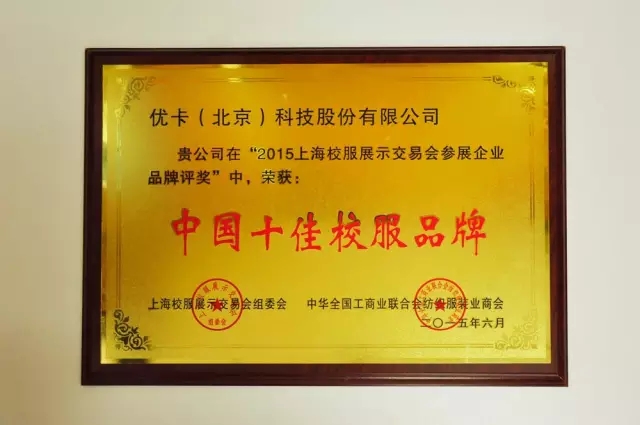 优卡（北京）科技股份有限公司
贵公司在“2015上海校服展示交易会参展企业
品牌评奖”中，荣获：
中国十佳校服品牌
上海校服展示交易会组委会 中华全国工商业联合会纺织服装业商会
二〇一五年六月